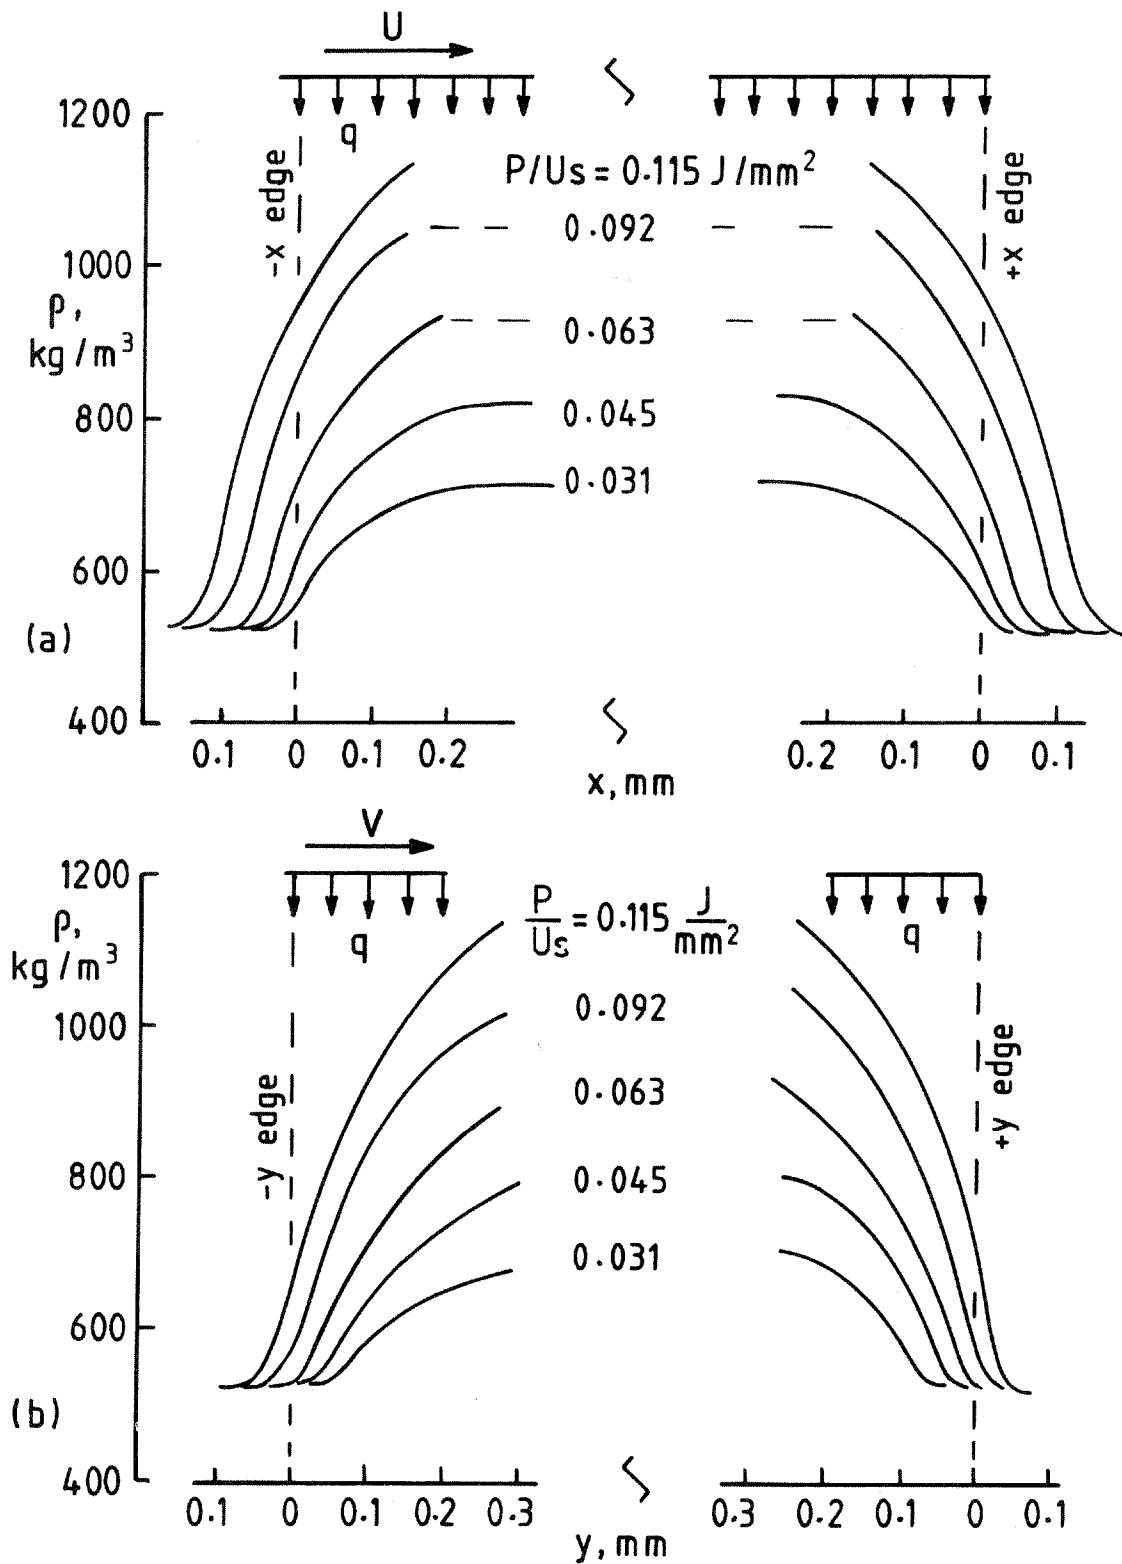 U
q
1200
1000
ρ,
kg/m³
800
600
(a)
400
-x edge
+x edge
P/Us = 0.115 J/mm²
0.092
0.063
0.045
0.031
0.1 0 0.1 0.2
0.2 0.1 0 0.1
x, mm
V
q
q
1200
ρ,
kg/m³
1000
800
600
(b)
400
-y edge
+y edge
P/Us = 0.115 J/mm²
0.092
0.063
0.045
0.031
0.1 0 0.1 0.2 0.3
0.3 0.2 0.1 0 0.1
y, mm